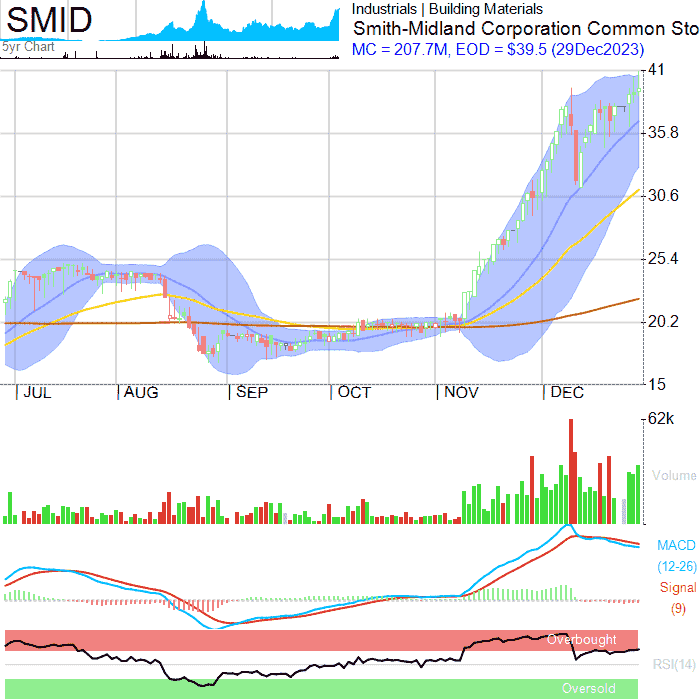 SMID
5yr Chart
Industrials | Building Materials
Smith-Midland Corporation Common Sto
MC = 207.7M, EOD = $39.5 (29Dec2023)
41
35.8
30.6
25.4
20.2
15
JUL AUG SEP OCT NOV DEC
62k
Volume
MACD
(12-26)
Signal
(9)
Overbought
RSI(14)
Oversold